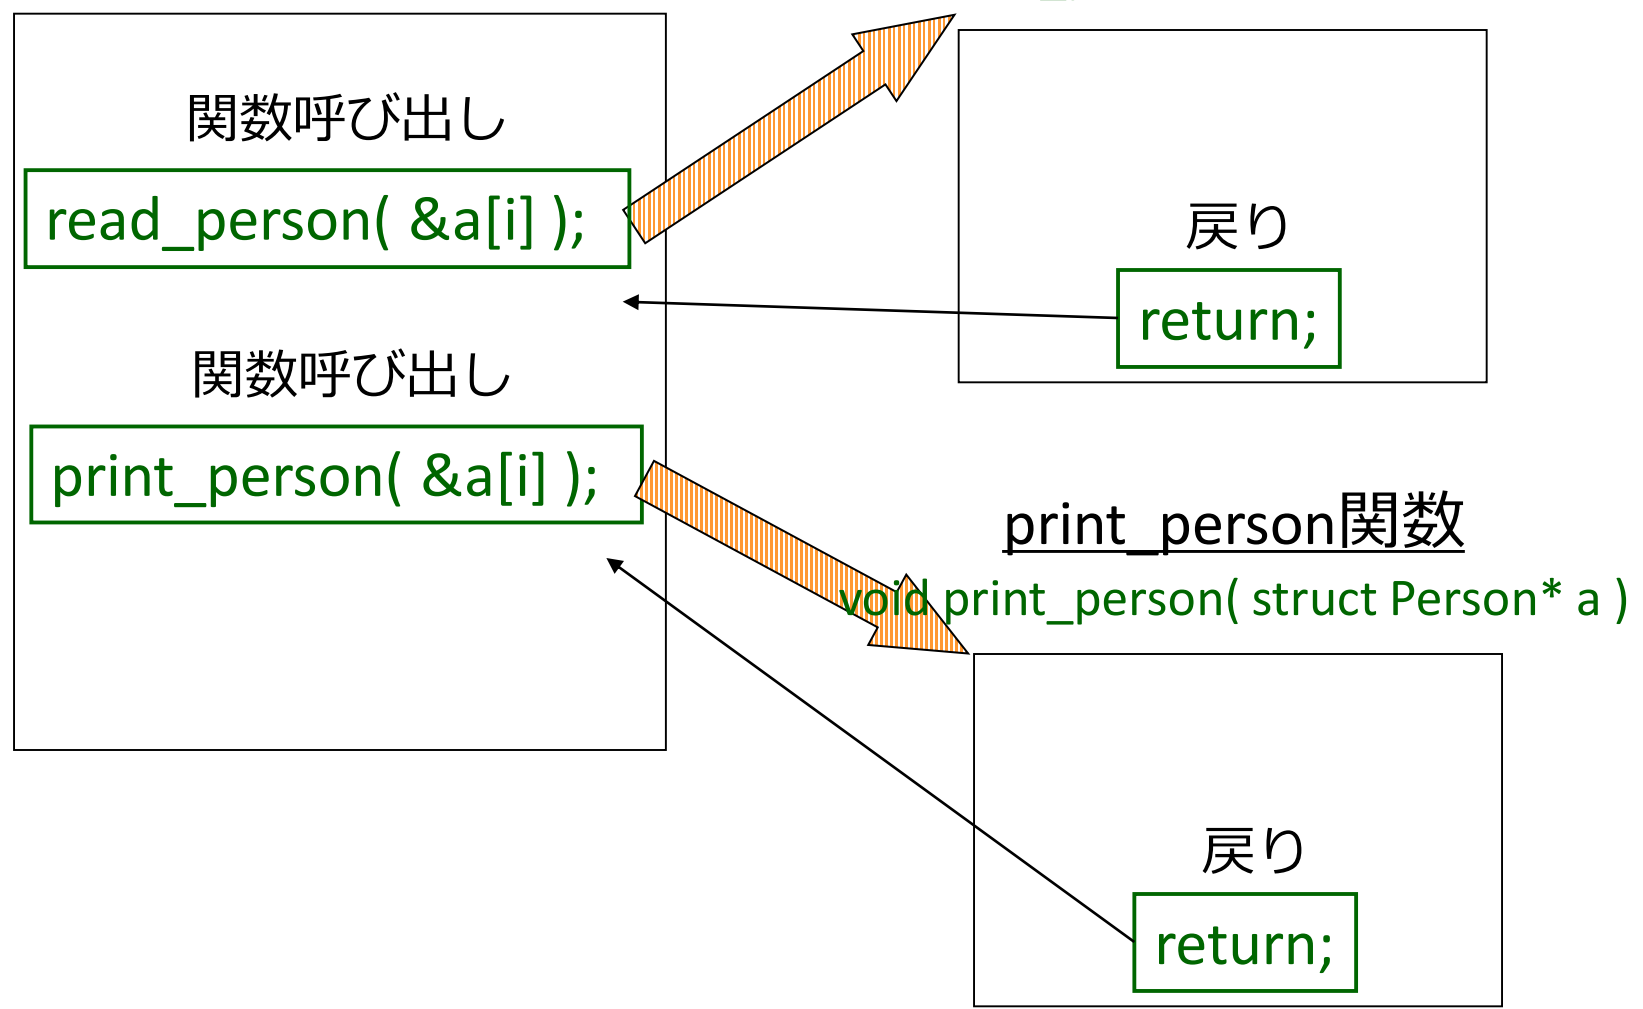 関数呼び出し
read_person( &a[i] );
戻り
return;
関数呼び出し
print_person( &a[i] );
print_person関数
void print_person( struct Person* a )
戻り
return;